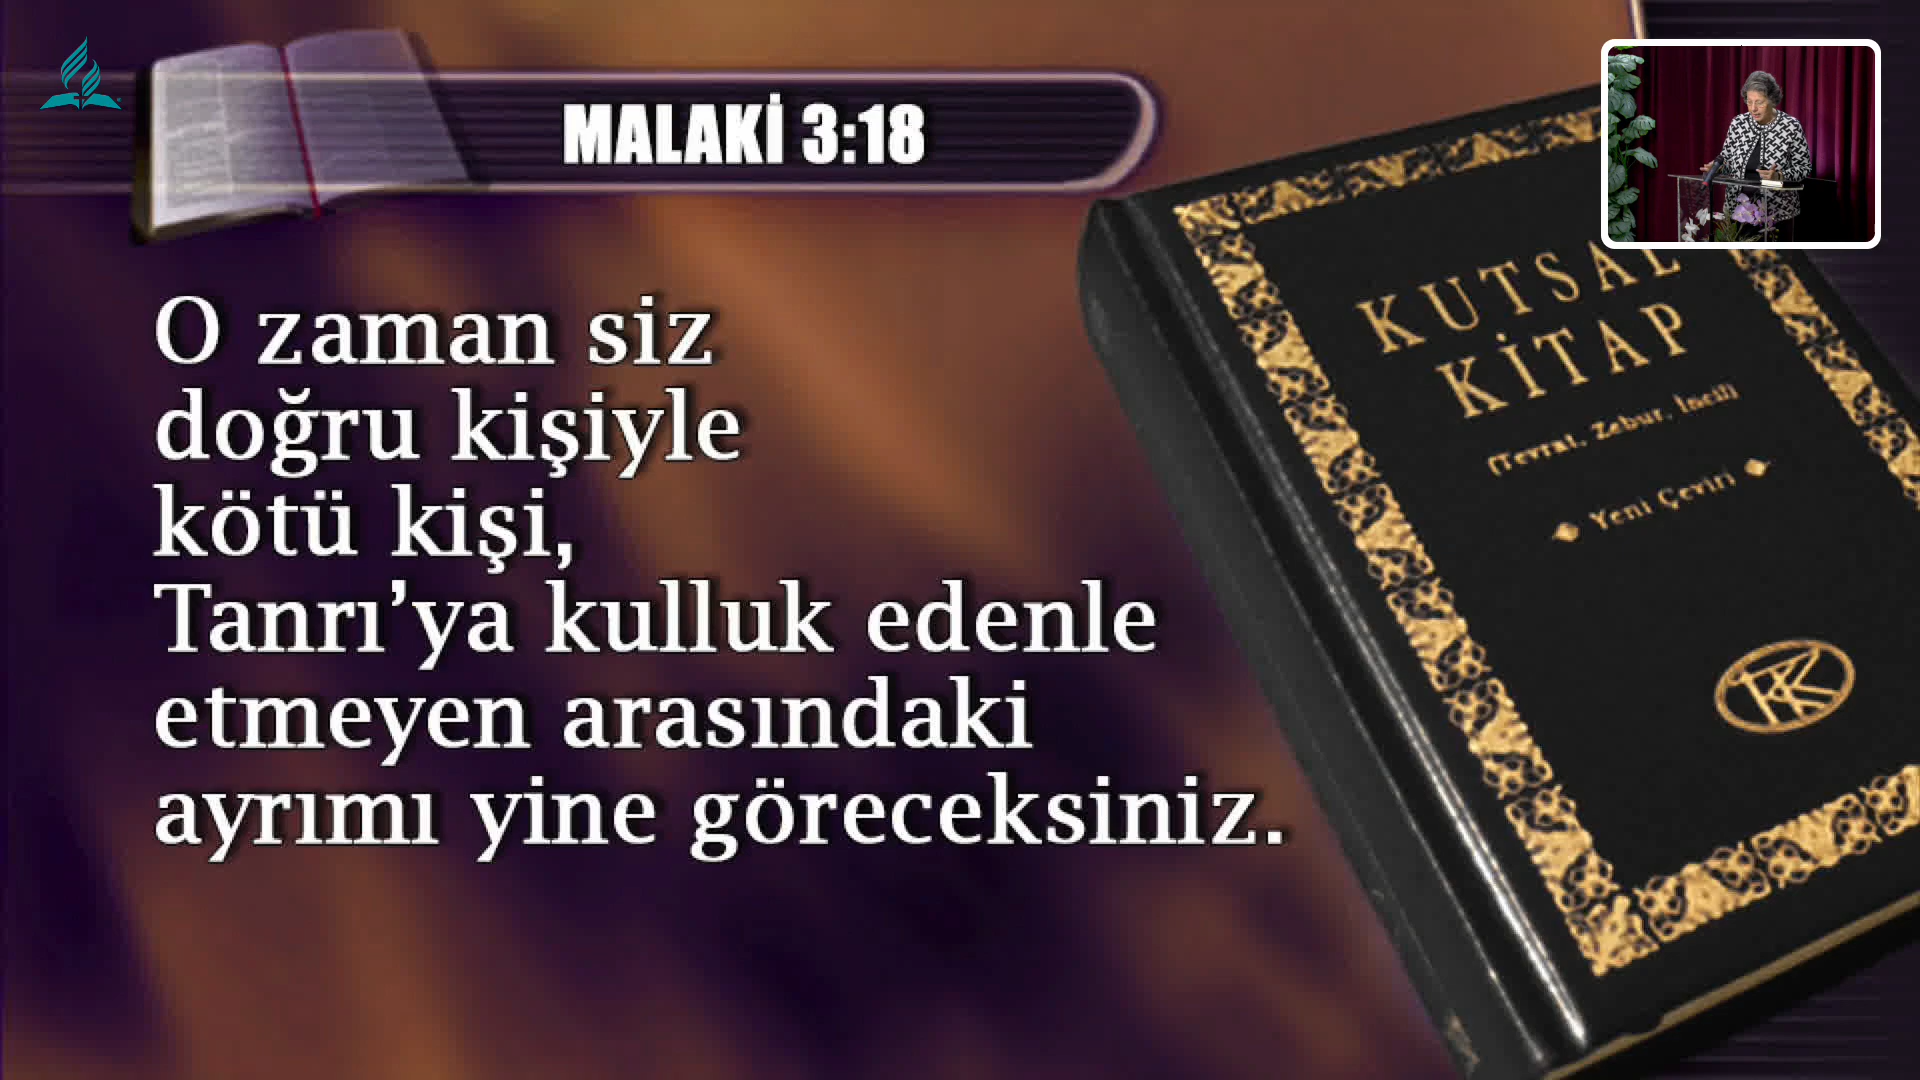 MALAKİ 3:18
O zaman siz
doğru kişiyle
kötü kişi,
Tanrı’ya kulluk edenle
etmeyen arasındaki
ayrımı yine göreceksiniz.
KUTSAL
KİTAP
(Tevrat, Zebur, İncil)
Yeni Çeviri